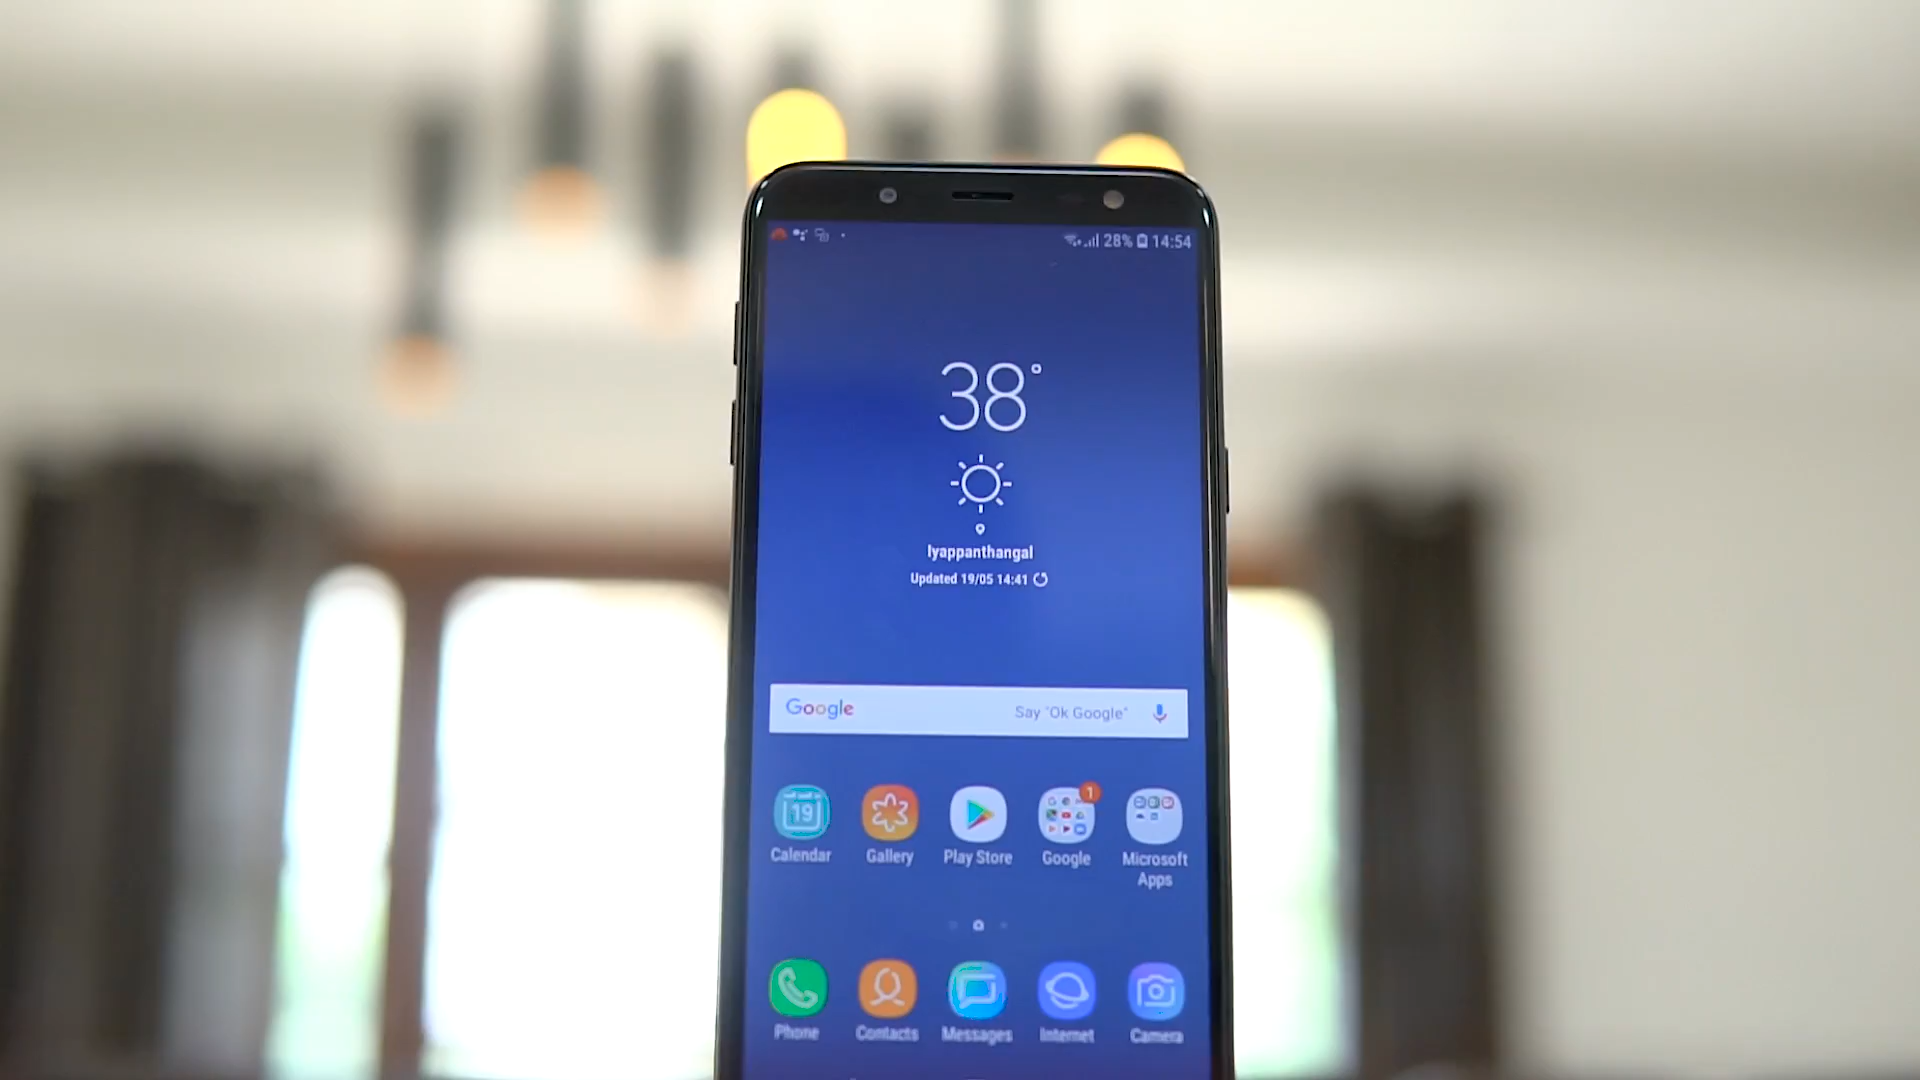 28% 14:54
38°
Iyappanthangal
Updated 19/05 14:41
Google Say "Ok Google"
19 1
Calendar Gallery Play Store Google Microsoft Apps
Phone Contacts Messages Internet Camera